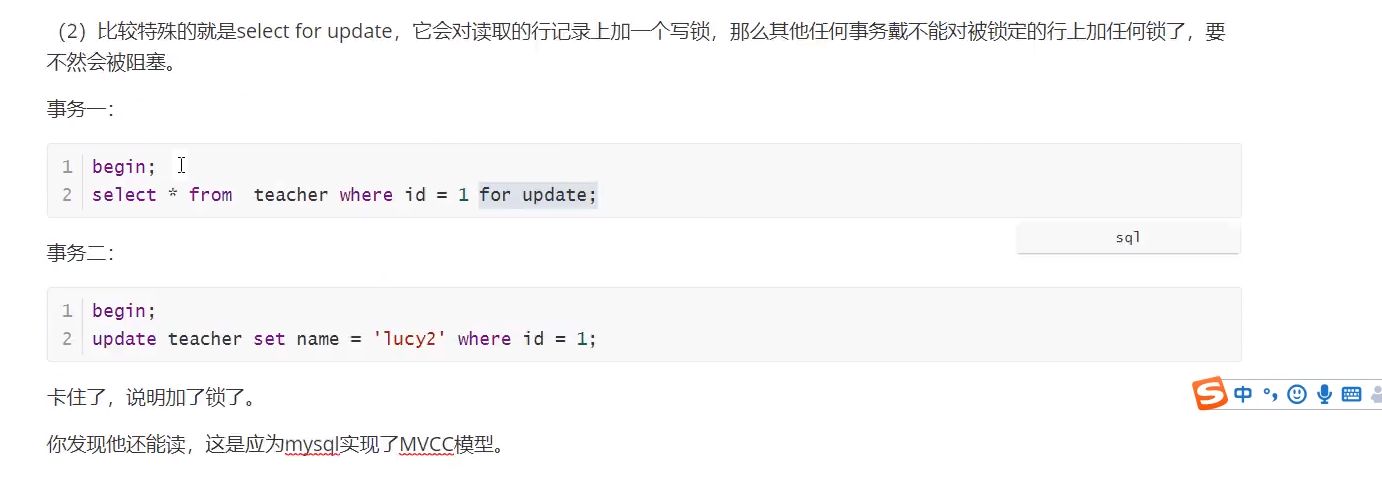 （2）比较特殊的就是select for update，它会对读取的行记录上加一个写锁，那么其他任何事务戴不能对被锁定的行上加任何锁了，要
不然会被阻塞。
事务一：
1 begin;
2 select * from  teacher where id = 1 for update;
sql
事务二：
1 begin;
2 update teacher set name = 'lucy2' where id = 1;
卡住了，说明加了锁了。
中
你发现他还能读，这是应为mysql实现了MVCC模型。